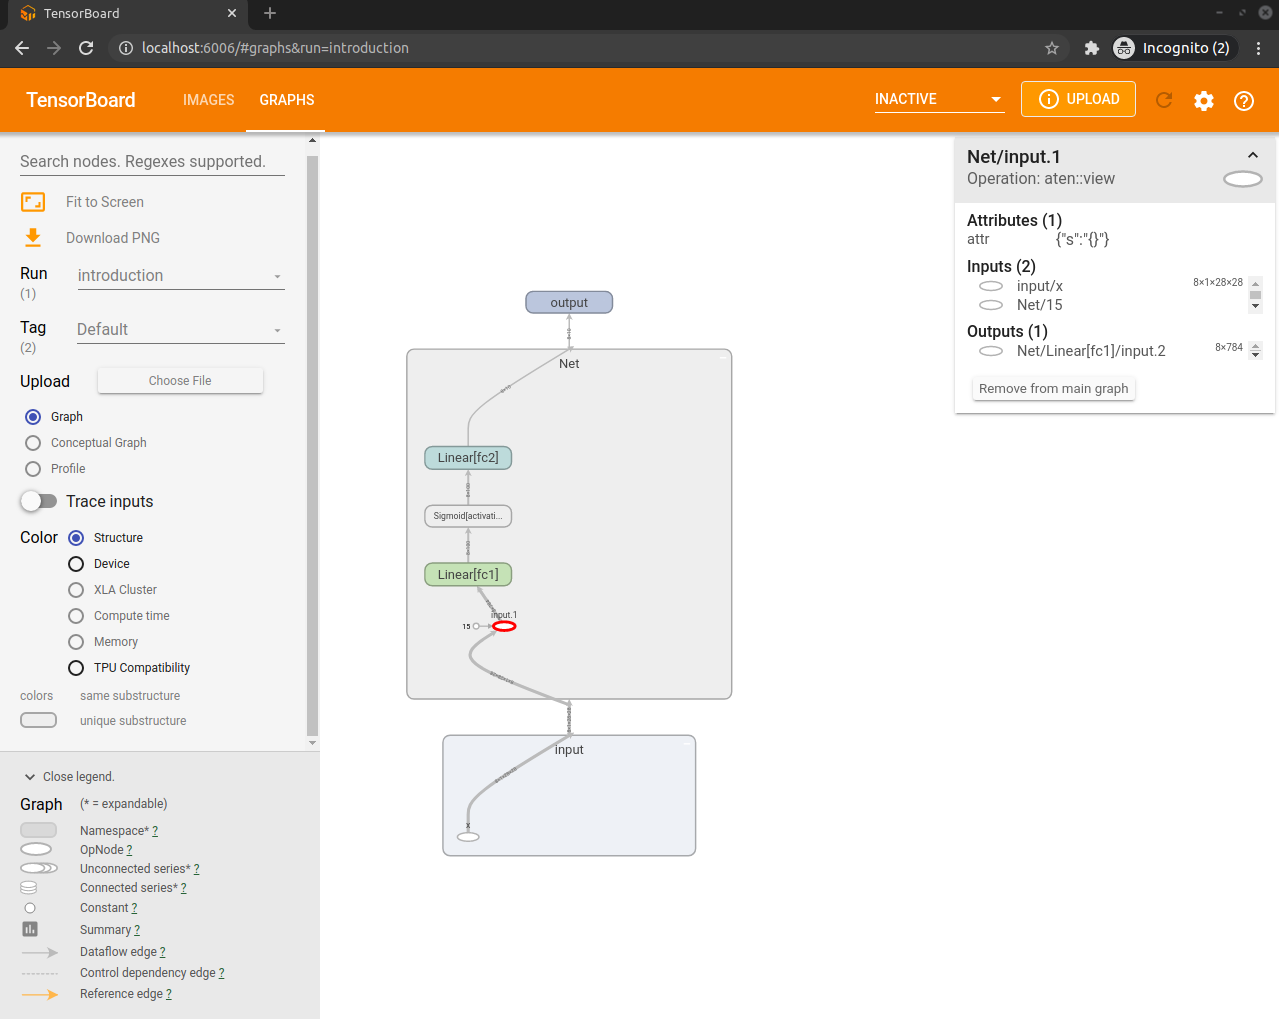 TensorBoard
localhost:6006/#graphs&run=introduction
Incognito (2)
TensorBoard
IMAGES
GRAPHS
INACTIVE
UPLOAD
Search nodes. Regexes supported.
Fit to Screen
Download PNG
Run
(1)
introduction
Tag
(2)
Default
Upload
Choose File
Graph
Conceptual Graph
Profile
Trace inputs
Color
Structure
Device
XLA Cluster
Compute time
Memory
TPU Compatibility
colors
same substructure
unique substructure
Close legend.
Graph
(* = expandable)
Namespace* ?
OpNode ?
Unconnected series* ?
Connected series* ?
Constant ?
Summary ?
Dataflow edge ?
Control dependency edge ?
Reference edge ?
output
Net
Linear[fc2]
Sigmoid[activati...
Linear[fc1]
input.1
15
input
x
Net/input.1
Operation: aten::view
Attributes (1)
attr
{"s":"{}"}
Inputs (2)
input/x
8×1×28×28
Net/15
Outputs (1)
Net/Linear[fc1]/input.2
8×784
Remove from main graph